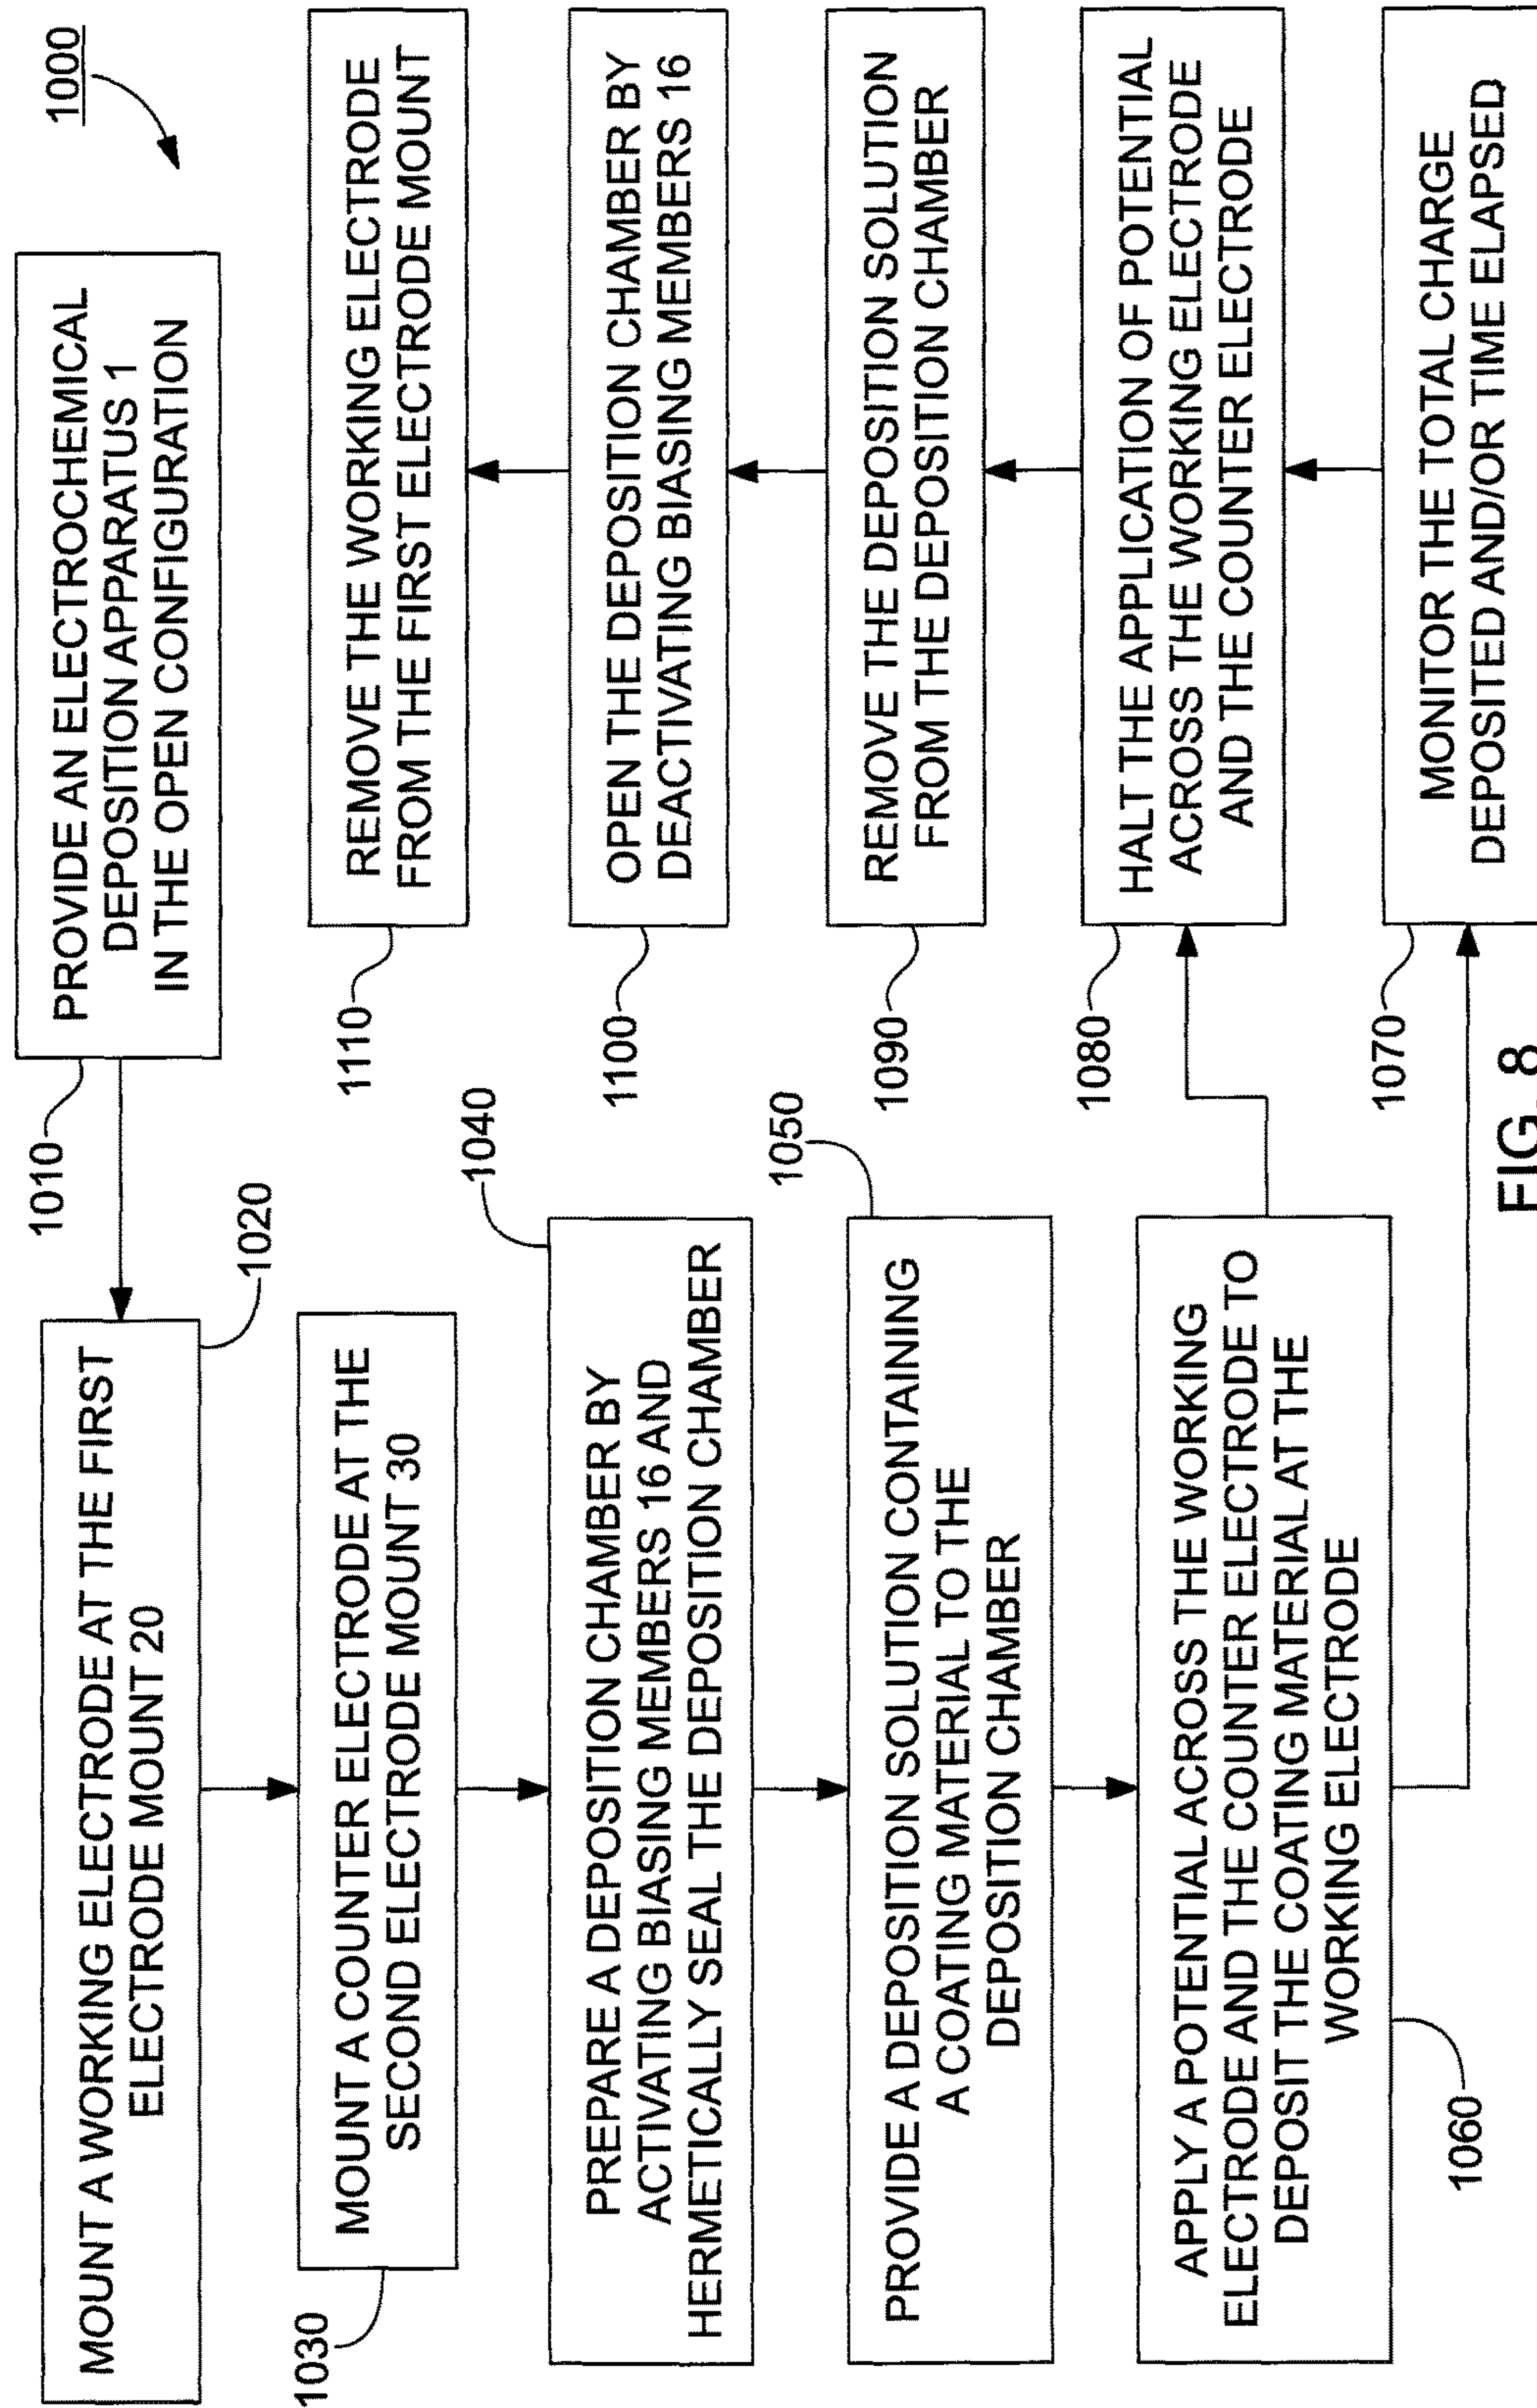 1000
PROVIDE AN ELECTROCHEMICAL
DEPOSITION APPARATUS 1
IN THE OPEN CONFIGURATION
1010
MOUNT A WORKING ELECTRODE AT THE FIRST
ELECTRODE MOUNT 20
1020
MOUNT A COUNTER ELECTRODE AT THE
SECOND ELECTRODE MOUNT 30
1030
PREPARE A DEPOSITION CHAMBER BY
ACTIVATING BIASING MEMBERS 16 AND
HERMETICALLY SEAL THE DEPOSITION CHAMBER
1040
PROVIDE A DEPOSITION SOLUTION CONTAINING
A COATING MATERIAL TO THE
DEPOSITION CHAMBER
1050
APPLY A POTENTIAL ACROSS THE WORKING
ELECTRODE AND THE COUNTER ELECTRODE TO
DEPOSIT THE COATING MATERIAL AT THE
WORKING ELECTRODE
1060
MONITOR THE TOTAL CHARGE
DEPOSITED AND/OR TIME ELAPSED
1070
HALT THE APPLICATION OF POTENTIAL
ACROSS THE WORKING ELECTRODE
AND THE COUNTER ELECTRODE
1080
REMOVE THE DEPOSITION SOLUTION
FROM THE DEPOSITION CHAMBER
1090
OPEN THE DEPOSITION CHAMBER BY
DEACTIVATING BIASING MEMBERS 16
1100
REMOVE THE WORKING ELECTRODE
FROM THE FIRST ELECTRODE MOUNT
1110
FIG. 8